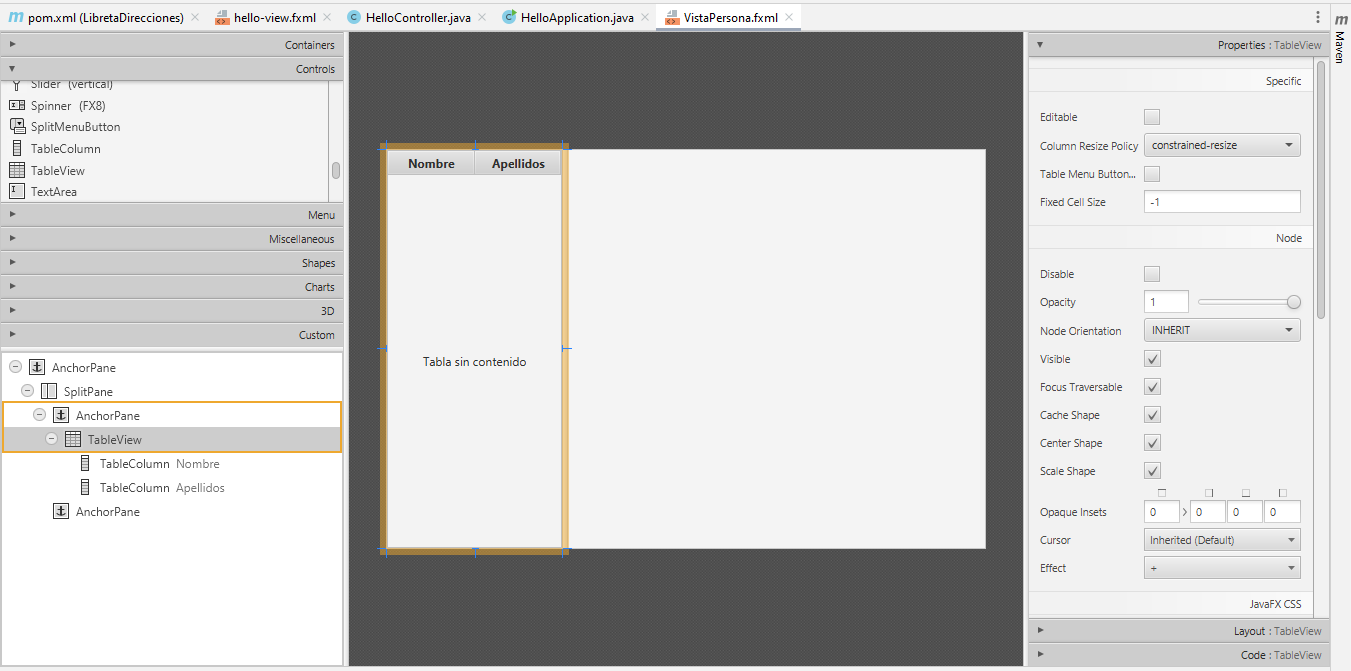 pom.xml (LibretaDirecciones)
hello-view.fxml
HelloController.java
HelloApplication.java
VistaPersona.fxml
Maven
Containers
Controls
Slider (vertical)
Spinner (FX8)
SplitMenuButton
TableColumn
TableView
TextArea
Menu
Miscellaneous
Shapes
Charts
3D
Custom
AnchorPane
SplitPane
AnchorPane
TableView
TableColumn Nombre
TableColumn Apellidos
AnchorPane
Nombre Apellidos
Tabla sin contenido
Properties : TableView
Specific
Editable
Column Resize Policy constrained-resize
Table Menu Button...
Fixed Cell Size -1
Node
Disable
Opacity 1
Node Orientation INHERIT
Visible
Focus Traversable
Cache Shape
Center Shape
Scale Shape
Opaque Insets 0 0 0 0
Cursor Inherited (Default)
Effect +
JavaFX CSS
Layout : TableView
Code : TableView